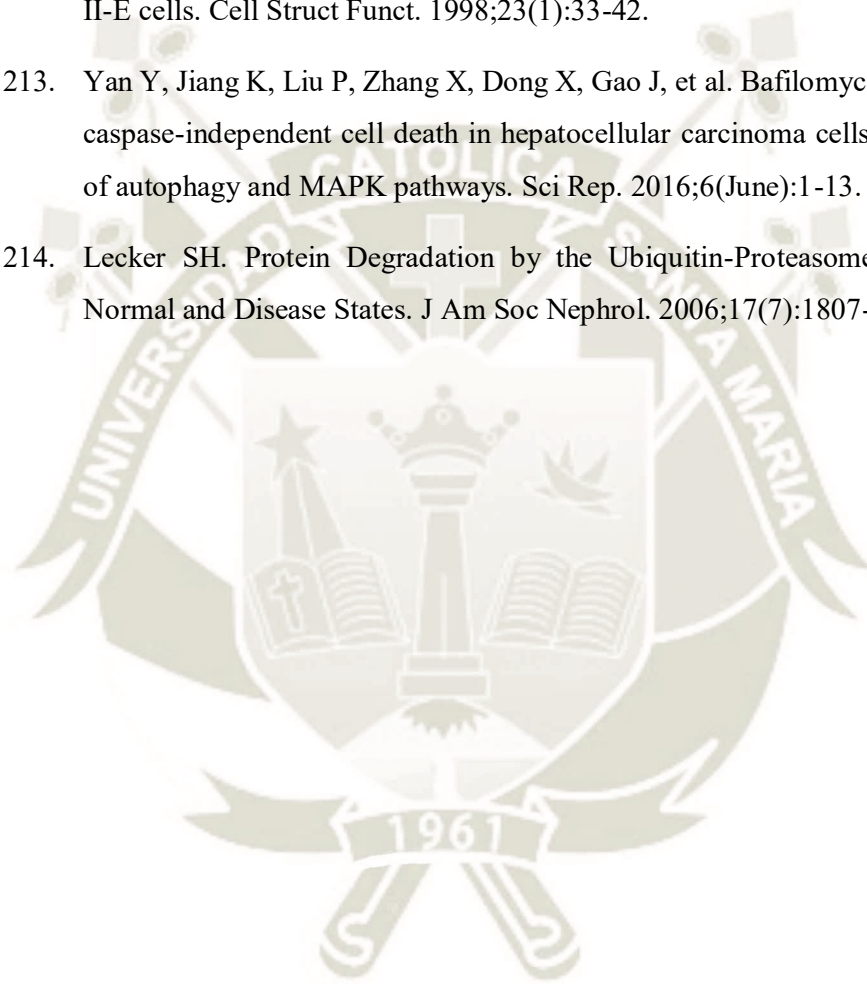 II-E cells. Cell Struct Funct. 1998;23(1):33-42.
213. Yan Y, Jiang K, Liu P, Zhang X, Dong X, Gao J, et al. Bafilomyc
caspase-independent cell death in hepatocellular carcinoma cells
of autophagy and MAPK pathways. Sci Rep. 2016;6(June):1-13.
214. Lecker SH. Protein Degradation by the Ubiquitin-Proteasome
Normal and Disease States. J Am Soc Nephrol. 2006;17(7):1807-
UNIVERSIDAD CATOLICA SANTA MARIA
1961